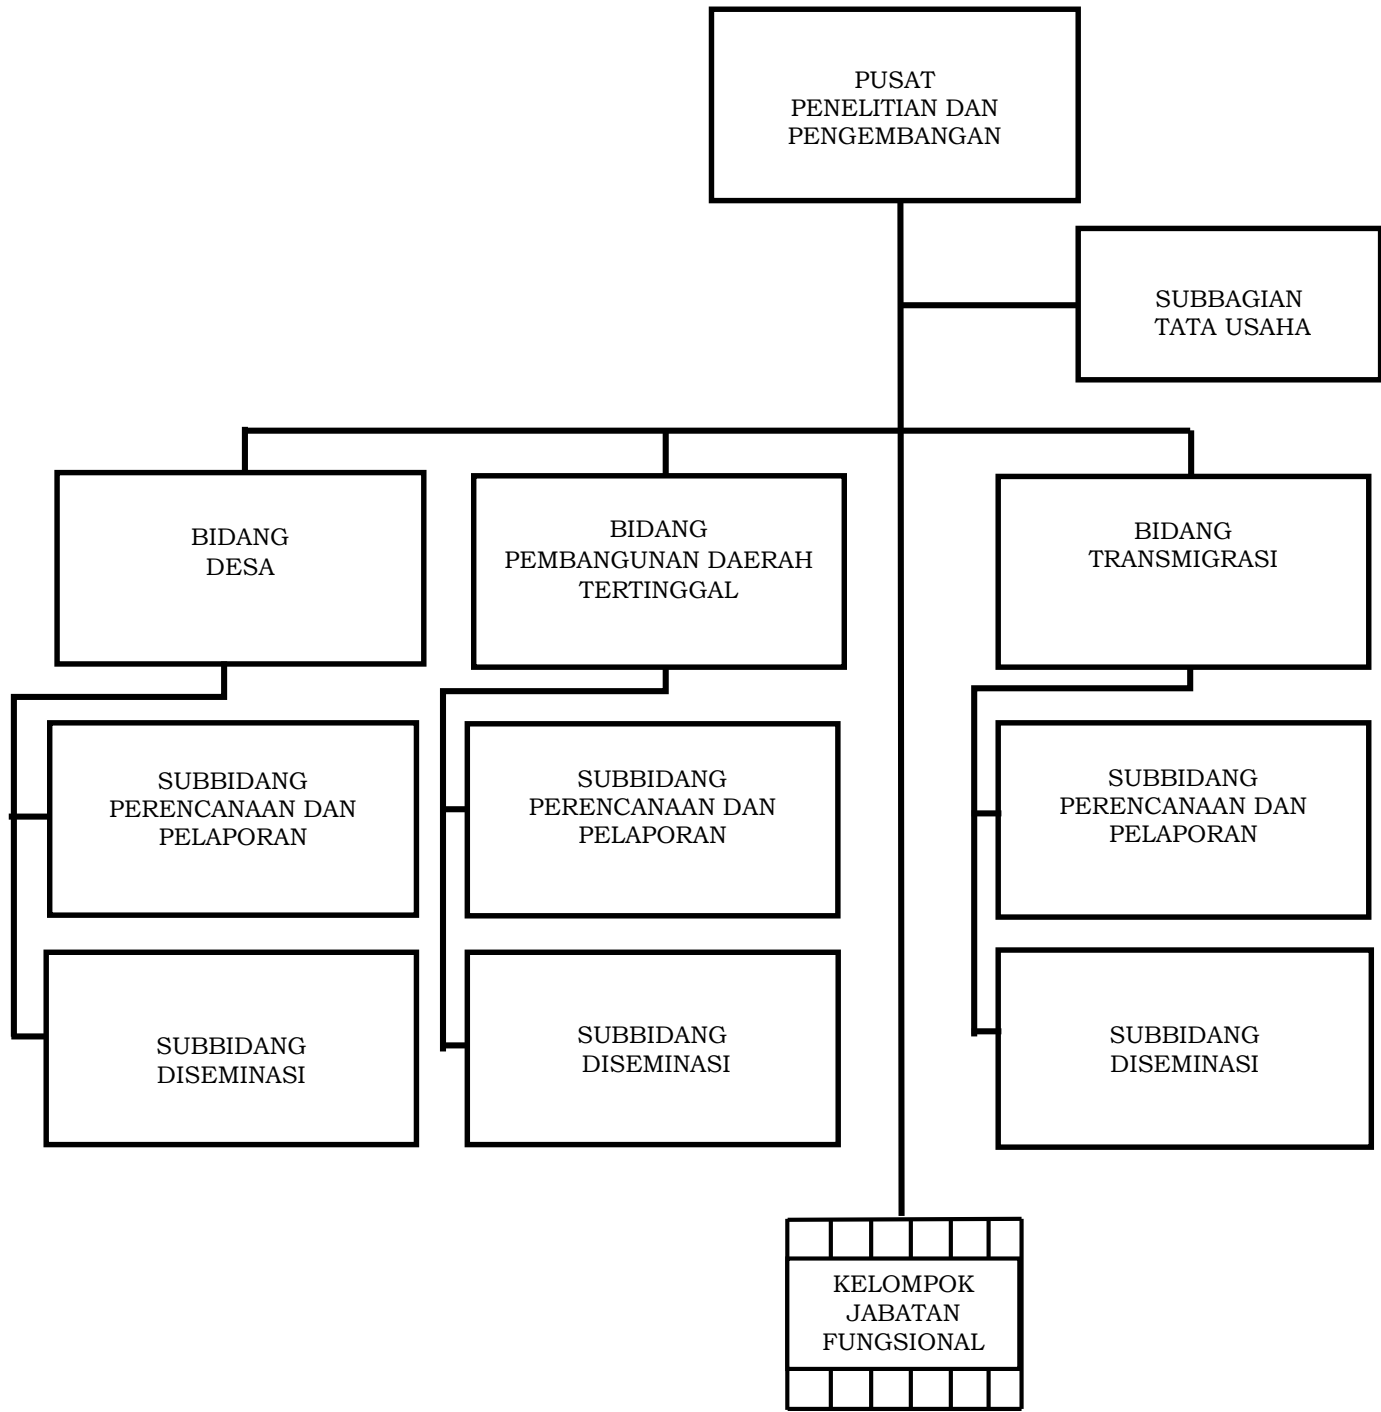 PUSAT
PENELITIAN DAN
PENGEMBANGAN
SUBBAGIAN
TATA USAHA
BIDANG
DESA
BIDANG
PEMBANGUNAN DAERAH
TERTINGGAL
BIDANG
TRANSMIGRASI
SUBBIDANG
PERENCANAAN DAN
PELAPORAN
SUBBIDANG
PERENCANAAN DAN
PELAPORAN
SUBBIDANG
PERENCANAAN DAN
PELAPORAN
SUBBIDANG
DISEMINASI
SUBBIDANG
DISEMINASI
SUBBIDANG
DISEMINASI
KELOMPOK
JABATAN
FUNGSIONAL